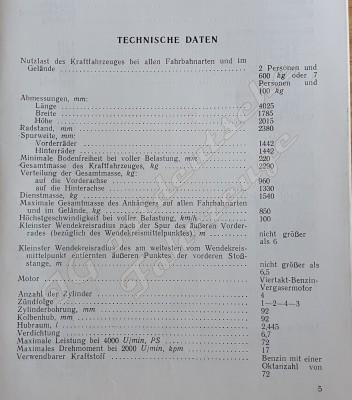 TECHNISCHE DATEN
Nutzlast des Kraftfahrzeuges bei allen Fahrbahnarten und im
Gelände . . . . . . . . . . 2 Personen und
600 kg oder 7
Personen und
100 kg
Abmessungen, mm:
Länge . . . . . . . . . . 4025
Breite . . . . . . . . . . 1785
Höhe . . . . . . . . . . 2015
Radstand, mm . . . . . . . . . . 2380
Spurweite, mm:
Vorderräder . . . . . . . . . . 1442
Hinterräder . . . . . . . . . . 1442
Minimale Bodenfreiheit bei voller Belastung, mm . . . . 220
Gesamtmasse des Kraftfahrzeuges, kg . . . . . . 2290
Verteilung der Gesamtmasse, kg:
auf die Vorderachse . . . . . . . . 960
auf die Hinterachse . . . . . . . . 1330
Dienstmasse, kg . . . . . . . . . . 1540
Maximale Gesamtmasse des Anhängers auf allen Fahrbahnarten
und im Gelände, kg . . . . . . . . 850
Höchstgeschwindigkeit bei voller Belastung, km/h . . . . 100
Kleinster Wendekreisradius nach der Spur des äußeren Vorder-
rades (bezüglich des Wendekreismittelpunktes), m . . . . nicht größer
als 6
Kleinster Wendekreisradius des am weitesten vom Wendekreis-
mittelpunkt entfernten äußeren Punktes der vorderen Stoß-
stange, m . . . . . . . . . . nicht größer als
6,5
Motor . . . . . . . . . . Viertakt-Benzin-
Vergasermotor
Anzahl der Zylinder . . . . . . . . 4
Zündfolge . . . . . . . . . . 1—2—4—3
Zylinderbohrung, mm . . . . . . . . 92
Kolbenhub, mm . . . . . . . . . . 92
Hubraum, l . . . . . . . . . . 2,445
Verdichtung . . . . . . . . . . 6,7
Maximale Leistung bei 4000 U/min, PS . . . . . . 72
Maximales Drehmoment bei 2000 U/min, kpm . . . . 17
Verwendbarer Kraftstoff . . . . . . . . Benzin mit einer
Oktanzahl von
72
5